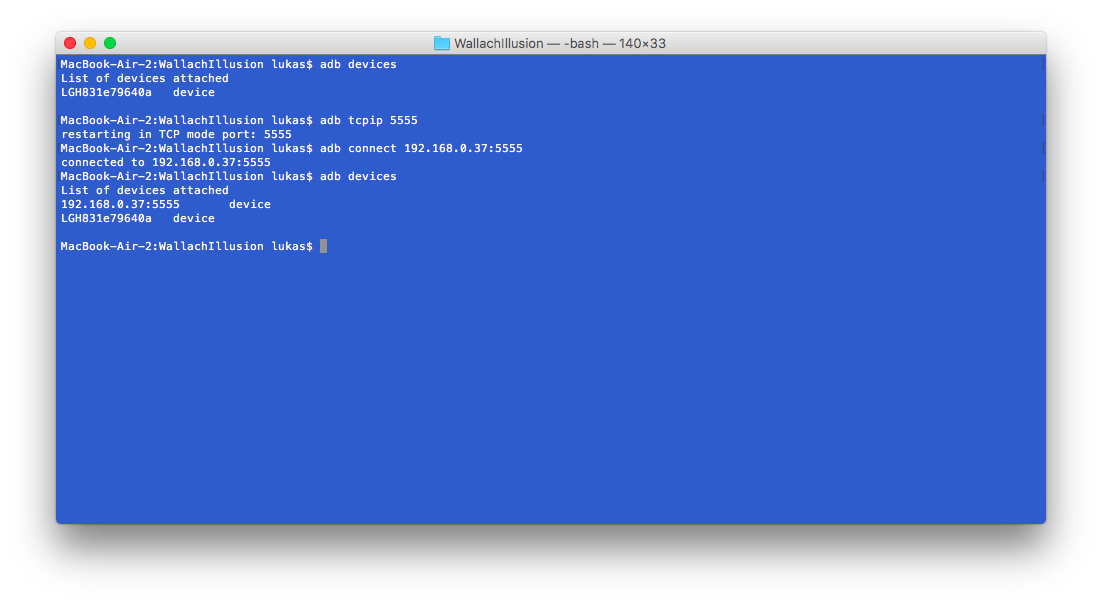 WallachIllusion — -bash — 140×33
MacBook-Air-2:WallachIllusion lukas$ adb devices
List of devices attached
LGH831e79640a   device
MacBook-Air-2:WallachIllusion lukas$ adb tcpip 5555
restarting in TCP mode port: 5555
MacBook-Air-2:WallachIllusion lukas$ adb connect 192.168.0.37:5555
connected to 192.168.0.37:5555
MacBook-Air-2:WallachIllusion lukas$ adb devices
List of devices attached
192.168.0.37:5555       device
LGH831e79640a   device
MacBook-Air-2:WallachIllusion lukas$